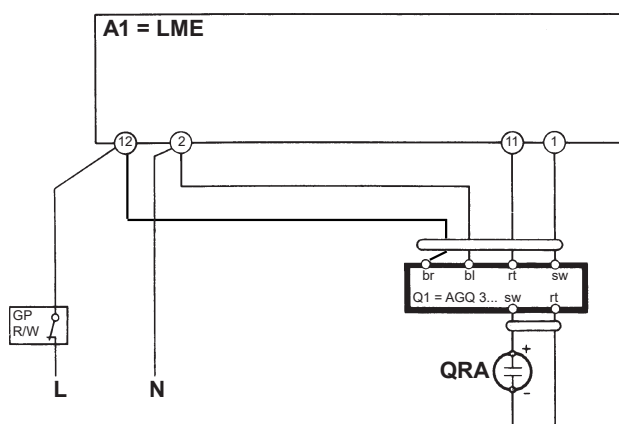 A1 = LME
12 2 11 1
br bl rt sw
GP
R/W
Q1 = AGQ 3... sw rt
+
QRA
-
L N